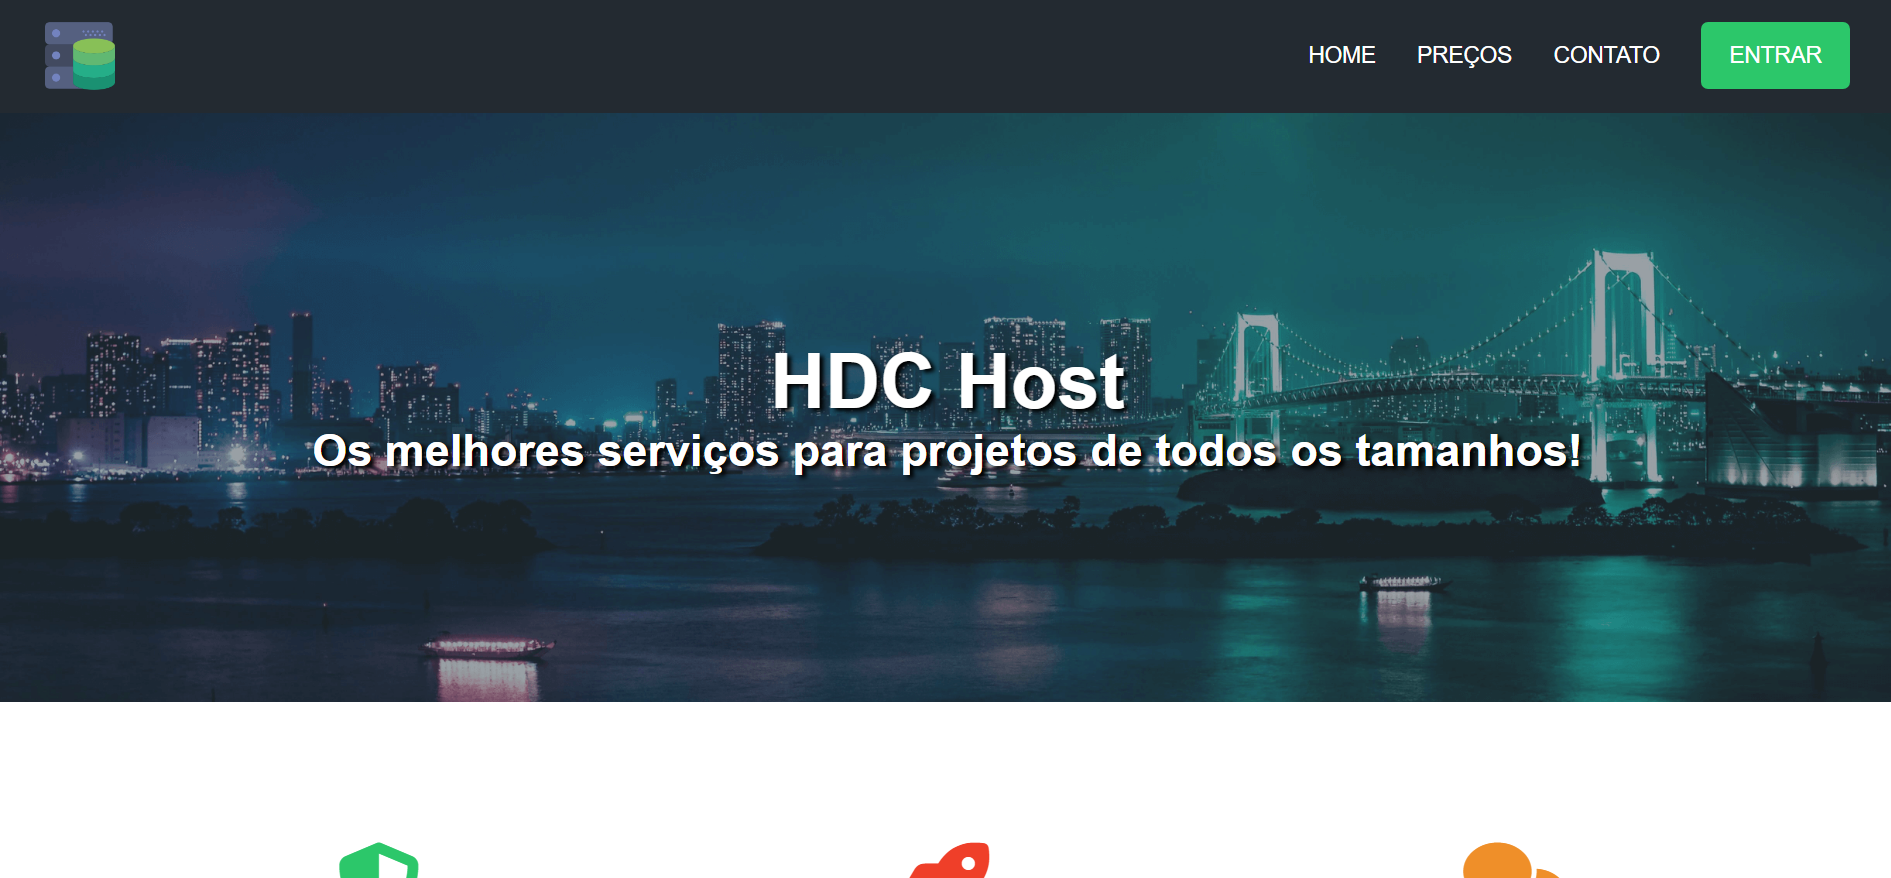 HOME
PREÇOS
CONTATO
ENTRAR
HDC Host
Os melhores serviços para projetos de todos os tamanhos!